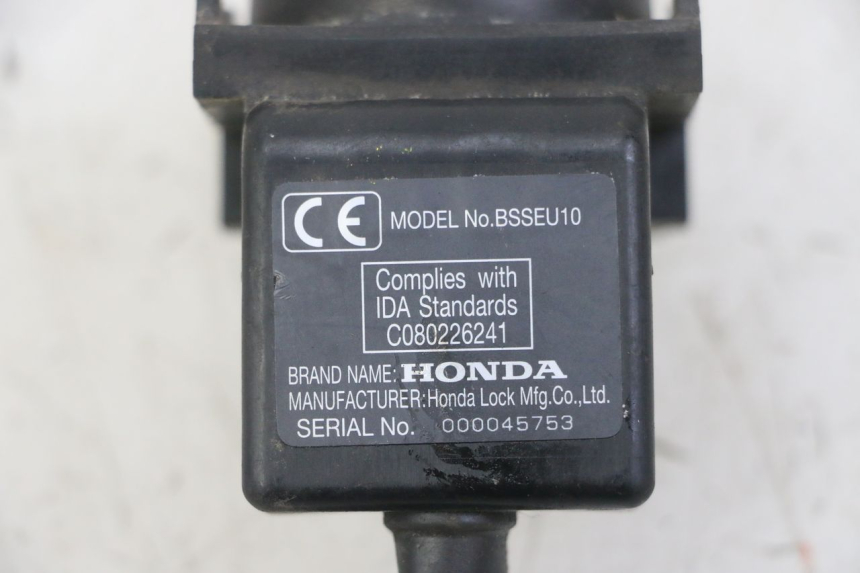 CE MODEL No.BSSEU10
Complies with
IDA Standards
C080226241
BRAND NAME: HONDA
MANUFACTURER:Honda Lock Mfg.Co.,Ltd.
SERIAL No. 000045753